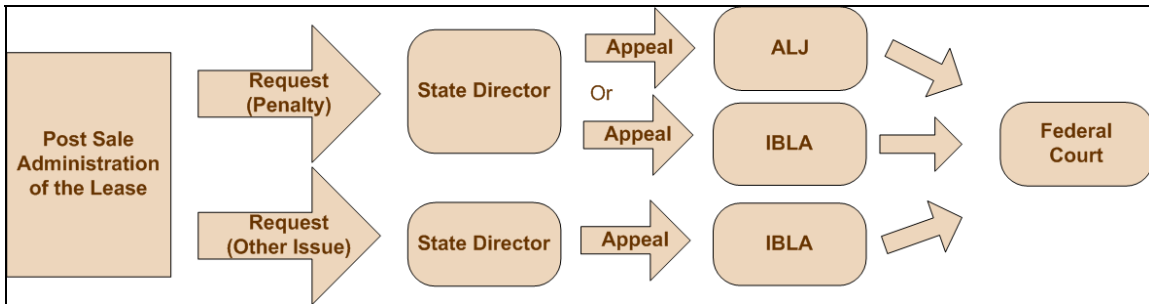 Post Sale
Administration
of the Lease
Request
(Penalty)
State Director
Appeal
ALJ
Or
Appeal
IBLA
Federal
Court
Request
(Other Issue)
State Director
Appeal
IBLA